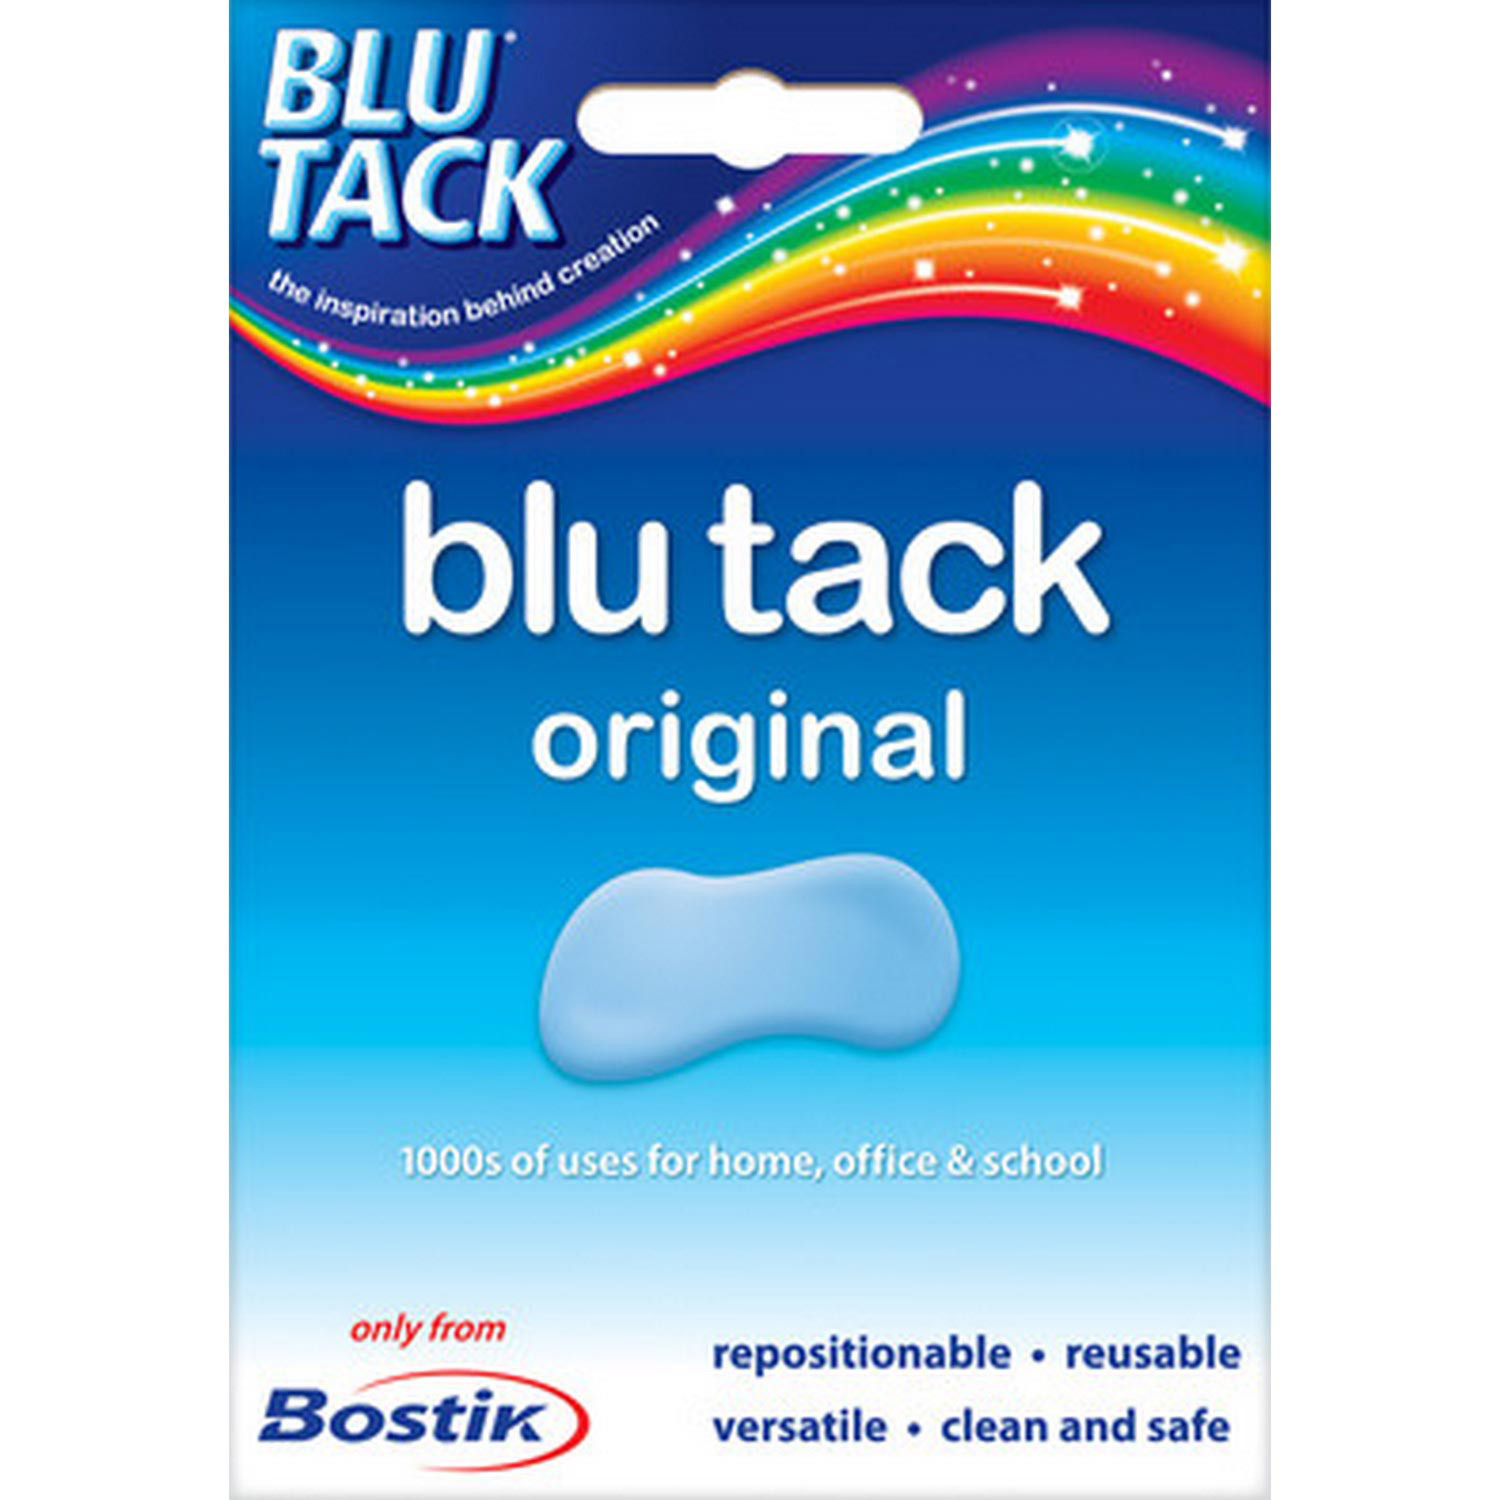 BLU
TACK
the inspiration behind creation
blu tack
original
1000s of uses for home, office & school
only from
Bostik
repositionable • reusable
versatile • clean and safe